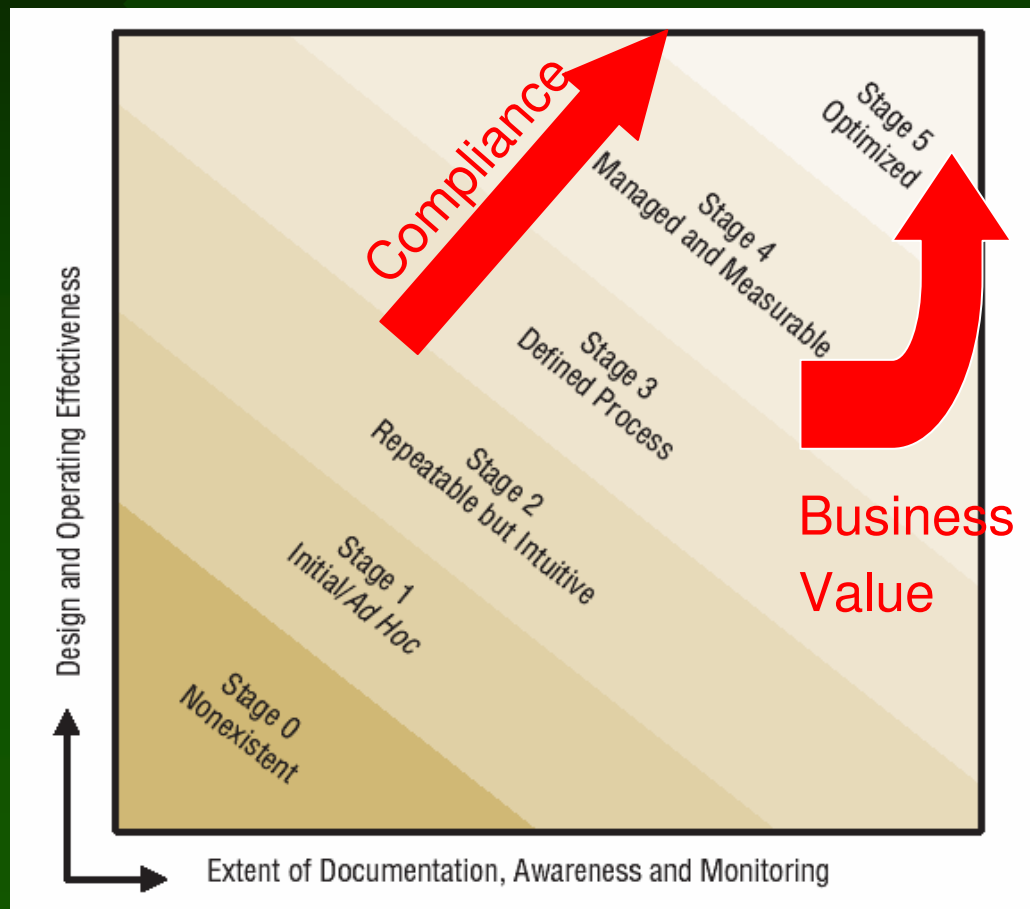 Compliance
Stage 5
Optimized
Stage 4
Managed and Measurable
Stage 3
Defined Process
Stage 2
Repeatable but Intuitive
Stage 1
Initial/Ad Hoc
Stage 0
Nonexistent
Business
Value
Design and Operating Effectiveness
Extent of Documentation, Awareness and Monitoring